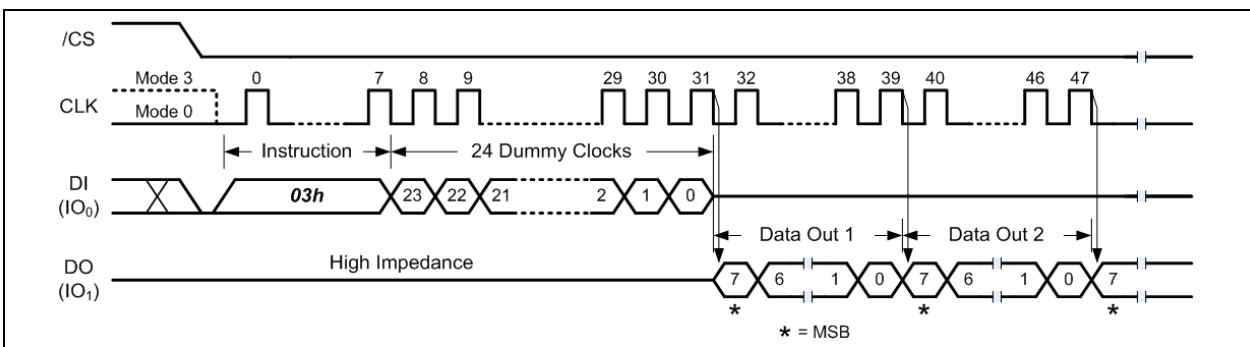 /CS
Mode 3 0 7 8 9 29 30 31 32 38 39 40 46 47
CLK
Mode 0
Instruction 24 Dummy Clocks
DI
(IO₀)
03h 23 22 21 2 1 0
Data Out 1 Data Out 2
High Impedance
DO
(IO₁)
7 6 1 0 7 6 1 0 7
* * *
* = MSB